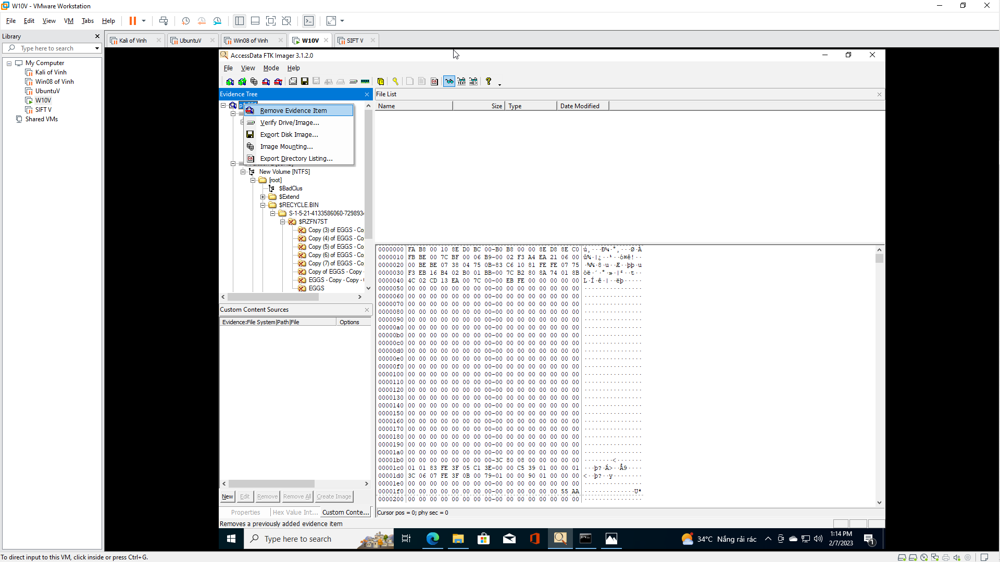 W10V - VMware Workstation
File Edit View VM Tabs Help
Library
Type here to search
My Computer
Kali of Vinh
Win08 of Vinh
UbuntuV
W10V
SIFT V
Shared VMs
Kali of Vinh UbuntuV Win08 of Vinh W10V SIFT V
AccessData FTK Imager 3.1.2.0
File View Mode Help
Evidence Tree
Remove Evidence Item
Verify Drive/Image...
Export Disk Image...
Image Mounting...
Export Directory Listing...
New Volume [NTFS]
[root]
$BadClus
$Extend
$RECYCLE.BIN
S-1-5-21-4133586060-729893
$RZFN7ST
Copy (3) of EGGS - Co
Copy (4) of EGGS - Co
Copy (5) of EGGS - Co
Copy (6) of EGGS - Co
Copy (7) of EGGS - Co
Copy of EGGS - Copy -
EGGS - Copy - Copy -
EGGS
Custom Content Sources
Evidence:File System|Path|File Options
New Edit Remove Remove All Create Image
Properties Hex Value Int... Custom Conte...
Removes a previously added evidence item
File List
Name Size Type Date Modified
0000000 FA B8 00 10 8E D0 BC 00-B0 B8 00 00 8E D8 8E C0
0000010 FB BE 00 7C BF 00 06 B9-00 02 F3 A4 EA 21 06 00
0000020 00 BE BE 07 38 04 75 0B-83 C6 10 81 FE FE 07 75
0000030 F3 EB 16 B4 02 B0 01 BB-00 7C B2 80 8A 74 01 8B
0000040 4C 02 CD 13 EA 00 7C 00-00 EB FE 00 00 00 00 00
0000050 00 00 00 00 00 00 00 00-00 00 00 00 00 00 00 00
0000060 00 00 00 00 00 00 00 00-00 00 00 00 00 00 00 00
0000070 00 00 00 00 00 00 00 00-00 00 00 00 00 00 00 00
0000080 00 00 00 00 00 00 00 00-00 00 00 00 00 00 00 00
0000090 00 00 00 00 00 00 00 00-00 00 00 00 00 00 00 00
00000a0 00 00 00 00 00 00 00 00-00 00 00 00 00 00 00 00
00000b0 00 00 00 00 00 00 00 00-00 00 00 00 00 00 00 00
00000c0 00 00 00 00 00 00 00 00-00 00 00 00 00 00 00 00
00000d0 00 00 00 00 00 00 00 00-00 00 00 00 00 00 00 00
00000e0 00 00 00 00 00 00 00 00-00 00 00 00 00 00 00 00
00000f0 00 00 00 00 00 00 00 00-00 00 00 00 00 00 00 00
0000100 00 00 00 00 00 00 00 00-00 00 00 00 00 00 00 00
0000110 00 00 00 00 00 00 00 00-00 00 00 00 00 00 00 00
0000120 00 00 00 00 00 00 00 00-00 00 00 00 00 00 00 00
0000130 00 00 00 00 00 00 00 00-00 00 00 00 00 00 00 00
0000140 00 00 00 00 00 00 00 00-00 00 00 00 00 00 00 00
0000150 00 00 00 00 00 00 00 00-00 00 00 00 00 00 00 00
0000160 00 00 00 00 00 00 00 00-00 00 00 00 00 00 00 00
0000170 00 00 00 00 00 00 00 00-00 00 00 00 00 00 00 00
0000180 00 00 00 00 00 00 00 00-00 00 00 00 00 00 00 00
0000190 00 00 00 00 00 00 00 00-00 00 00 00 00 00 00 00
00001a0 00 00 00 00 00 00 00 00-00 00 00 00 00 00 00 00
00001b0 00 00 00 00 00 00 00 00-3C 80 08 00 00 00 00 00
00001c0 01 01 83 FE 3F 05 C1 3E-00 00 C5 39 01 00 00 01
00001d0 3C 06 07 FE 3F 0B 00 79-01 00 00 90 01 00 00 00
00001e0 00 00 00 00 00 00 00 00-00 00 00 00 00 00 00 00
00001f0 00 00 00 00 00 00 00 00-00 00 00 00 00 00 55 AA
0000200 00 00 00 00 00 00 00 00-00 00 00 00 00 00 00 00
Cursor pos = 0; phy sec = 0
Type here to search
34°C Nắng rải rác
1:14 PM
2/7/2023
1
To direct input to this VM, click inside or press Ctrl+G.